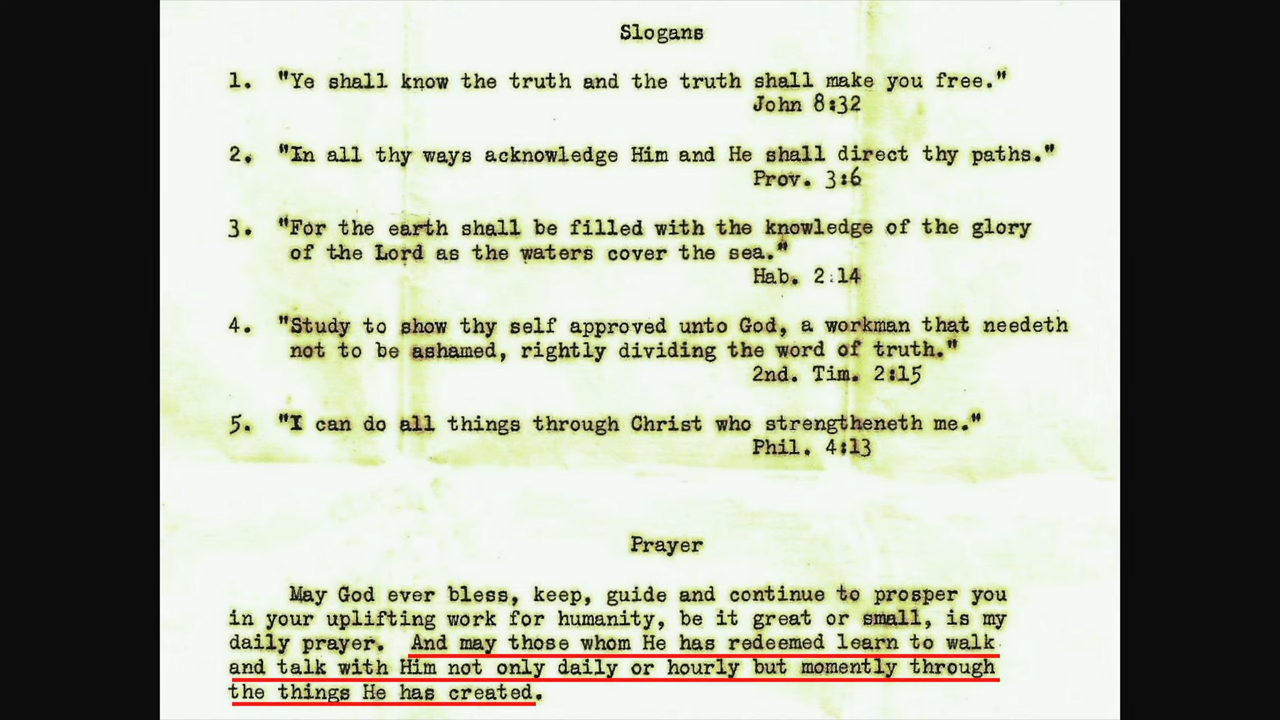 Slogans
1. "Ye shall know the truth and the truth shall make you free."
John 8:32
2. "In all thy ways acknowledge Him and He shall direct thy paths."
Prov. 3:6
3. "For the earth shall be filled with the knowledge of the glory
of the Lord as the waters cover the sea."
Hab. 2:14
4. "Study to show thy self approved unto God, a workman that needeth
not to be ashamed, rightly dividing the word of truth."
2nd. Tim. 2:15
5. "I can do all things through Christ who strengtheneth me."
Phil. 4:13
Prayer
May God ever bless, keep, guide and continue to prosper you
in your uplifting work for humanity, be it great or small, is my
daily prayer. And may those whom He has redeemed learn to walk
and talk with Him not only daily or hourly but momently through
the things He has created.